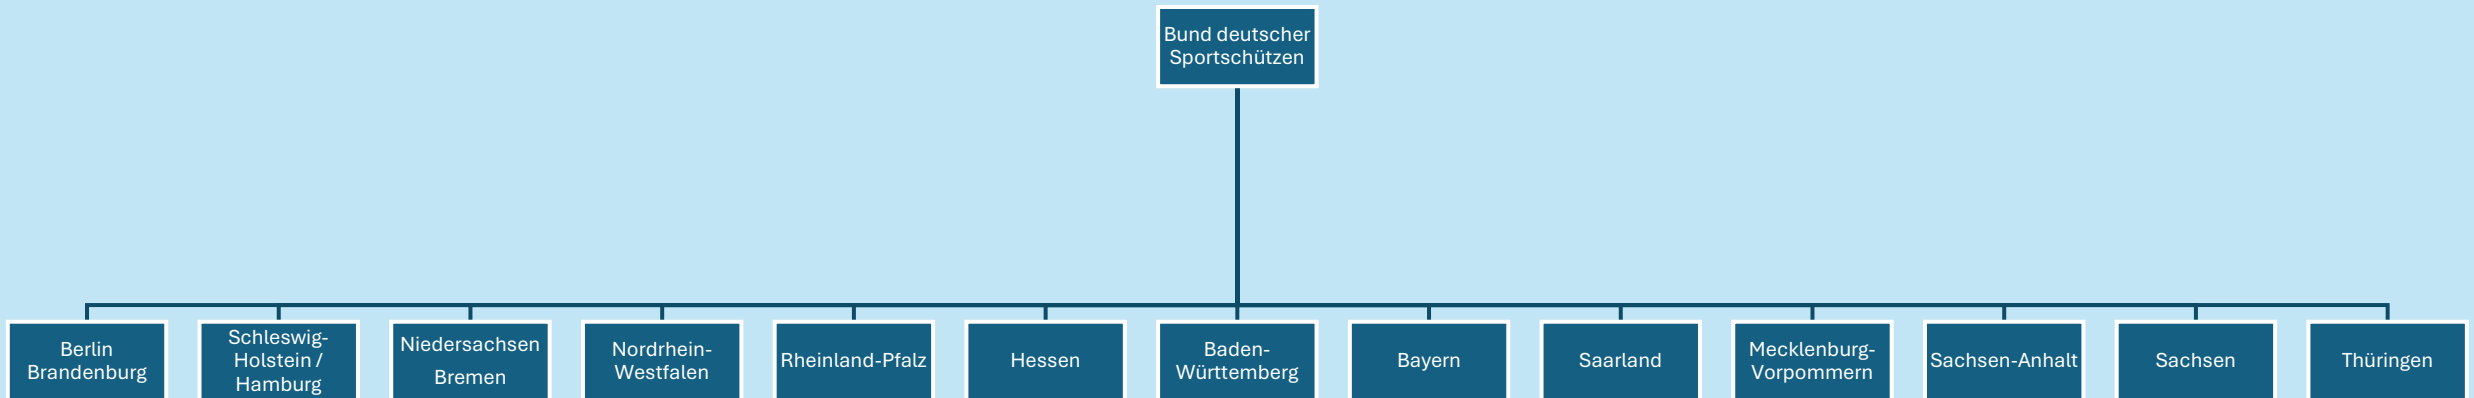 Bund deutscher
Sportschützen
Berlin
Brandenburg
Schleswig-
Holstein /
Hamburg
Niedersachsen
Bremen
Nordrhein-
Westfalen
Rheinland-Pfalz
Hessen
Baden-
Württemberg
Bayern
Saarland
Mecklenburg-
Vorpommern
Sachsen-Anhalt
Sachsen
Thüringen